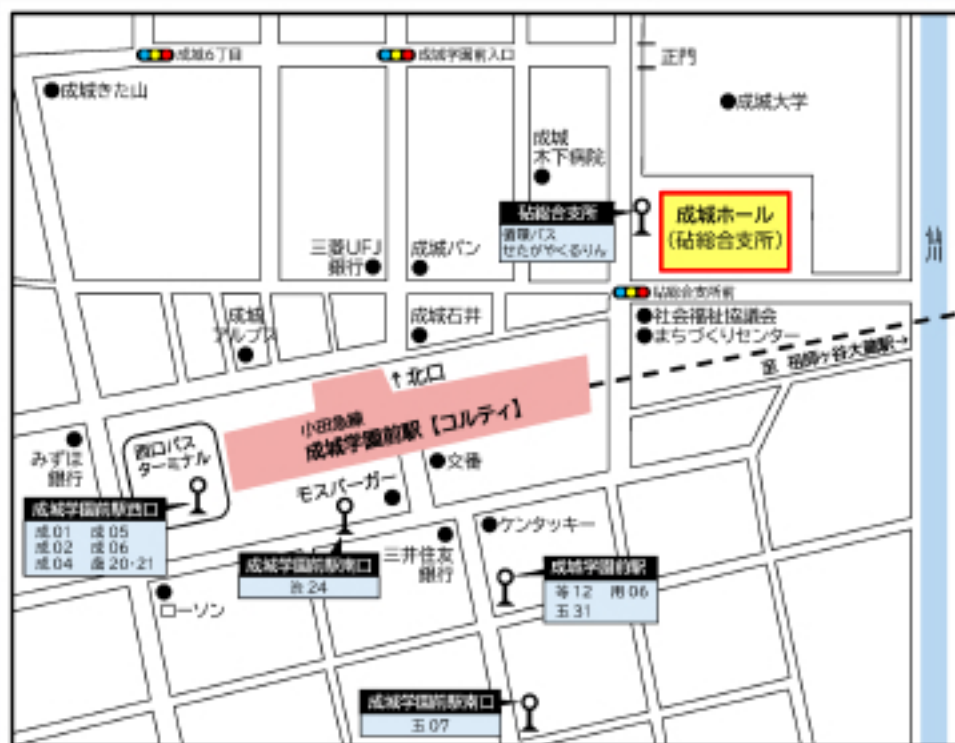 成城6丁目
成城学園前入口
正門
成城きた山
成城大学
成城
木下病院
砧総合支所
循環バス
せたがやくるりん
成城ホール
(砧総合支所)
仙川
三菱UFJ
銀行
成城パン
砧総合支所前
成城
アルプス
成城石井
社会福祉協議会
まちづくりセンター
至 祖師ヶ谷大蔵駅→
↑北口
小田急線
成城学園前駅【コルティ】
みずほ
銀行
西口バス
ターミナル
交番
モスバーガー
成城学園前駅西口
成01 成05
成02 成06
成04 歳20・21
ケンタッキー
三井住友
銀行
成城学園前駅南口
渋24
成城学園前駅
等12 用06
玉31
ローソン
成城学園前駅南口
玉07